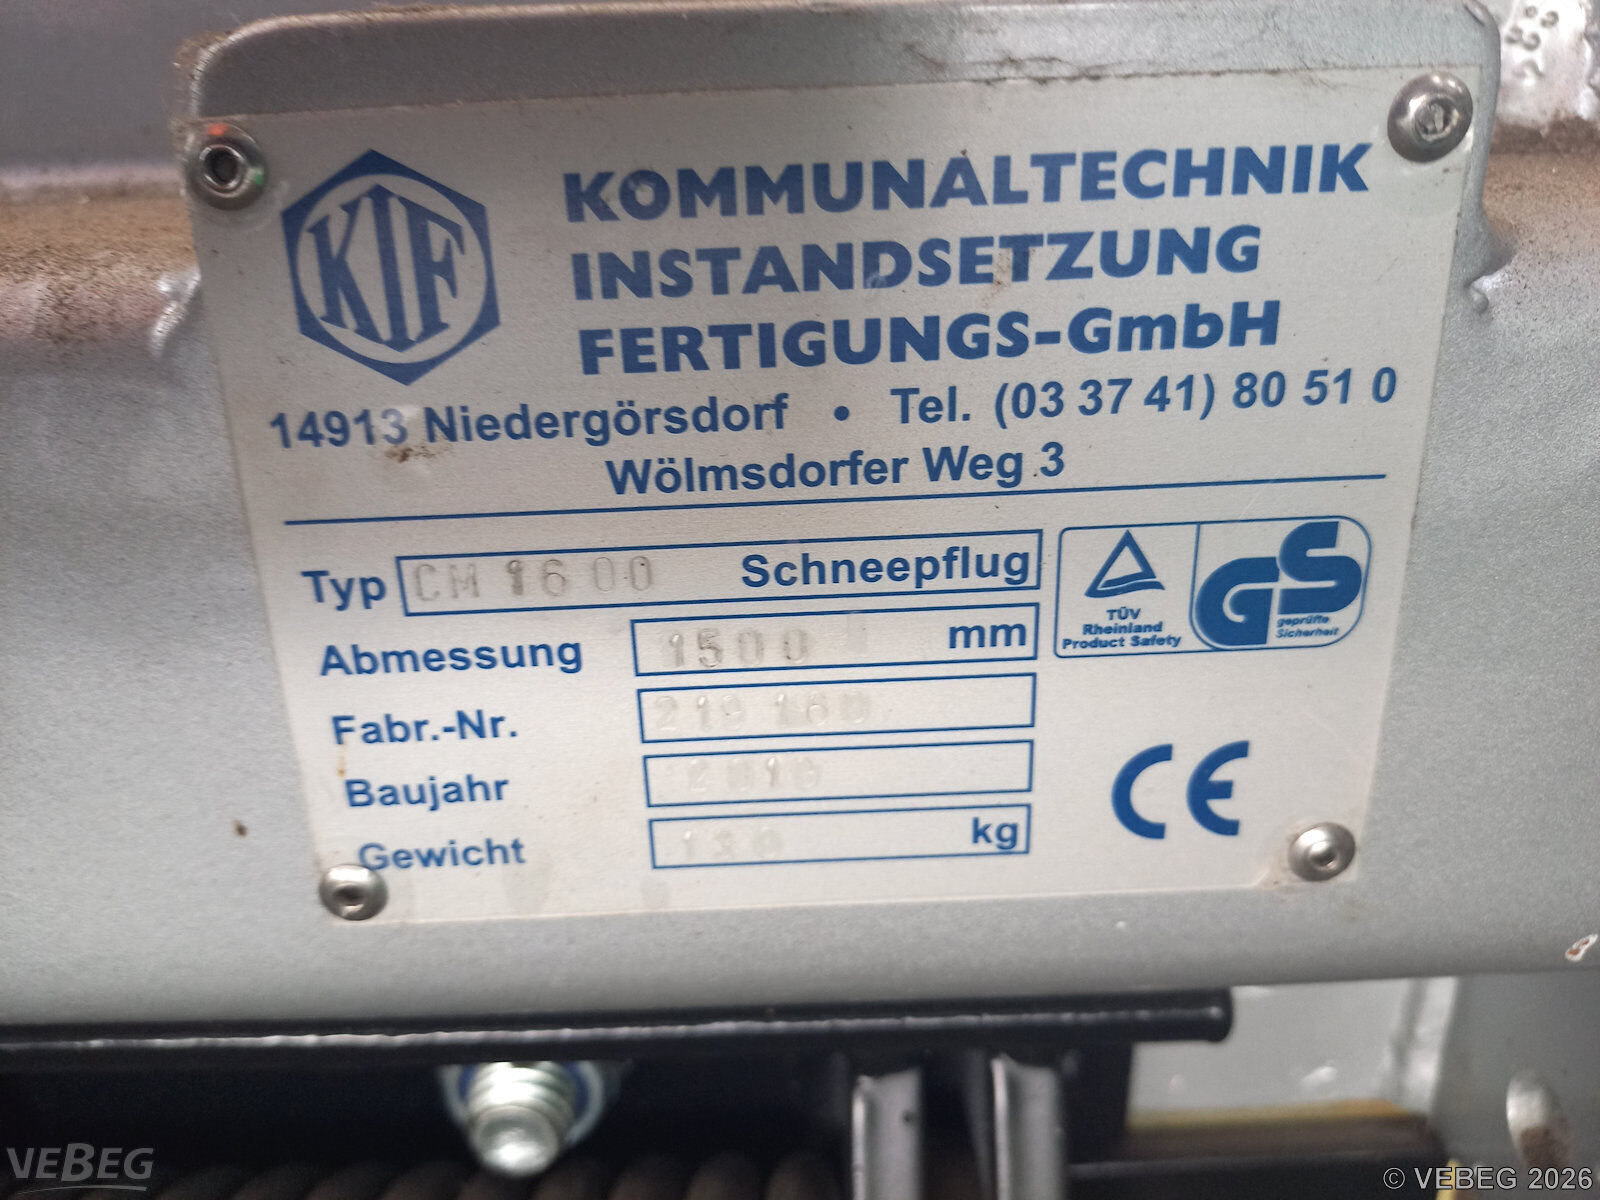 KIF
KOMMUNALTECHNIK
INSTANDSETZUNG
FERTIGUNGS-GmbH
14913 Niedergörsdorf • Tel. (03 37 41) 80 51 0
Wölmsdorfer Weg 3
Typ CM 1600 Schneepflug
Abmessung 1500 mm
Fabr.-Nr.
Baujahr
Gewicht kg
TÜV
Rheinland
Product Safety
GS
geprüfte
Sicherheit
CE
VEBEG
© VEBEG 2026